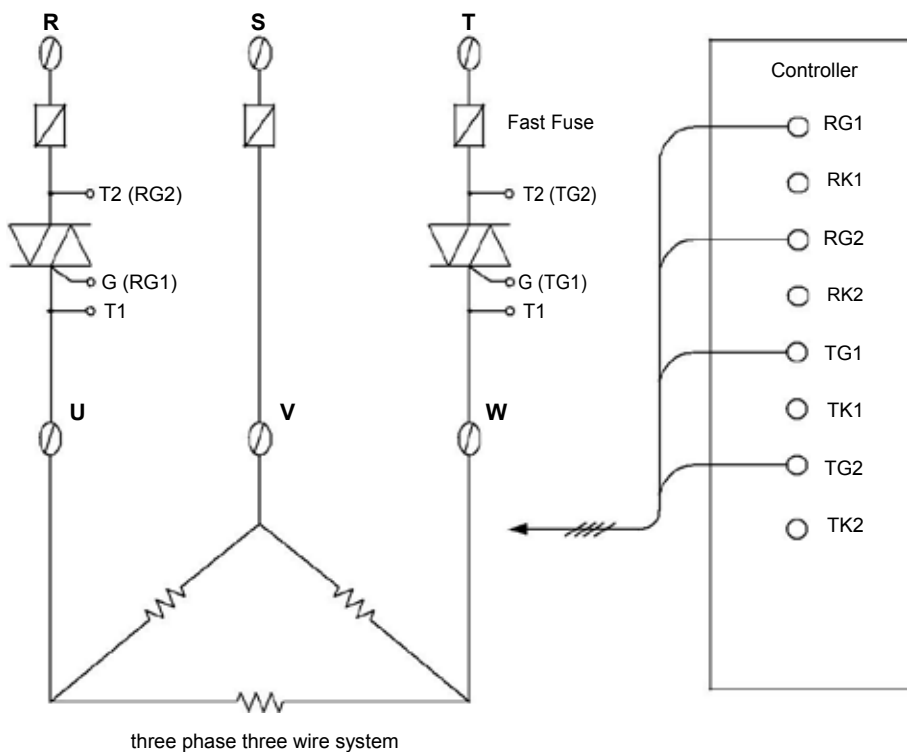 R
S
T
Fast Fuse
T2 (RG2)
T2 (TG2)
G (RG1)
G (TG1)
T1
T1
U
V
W
three phase three wire system
Controller
RG1
RK1
RG2
RK2
TG1
TK1
TG2
TK2